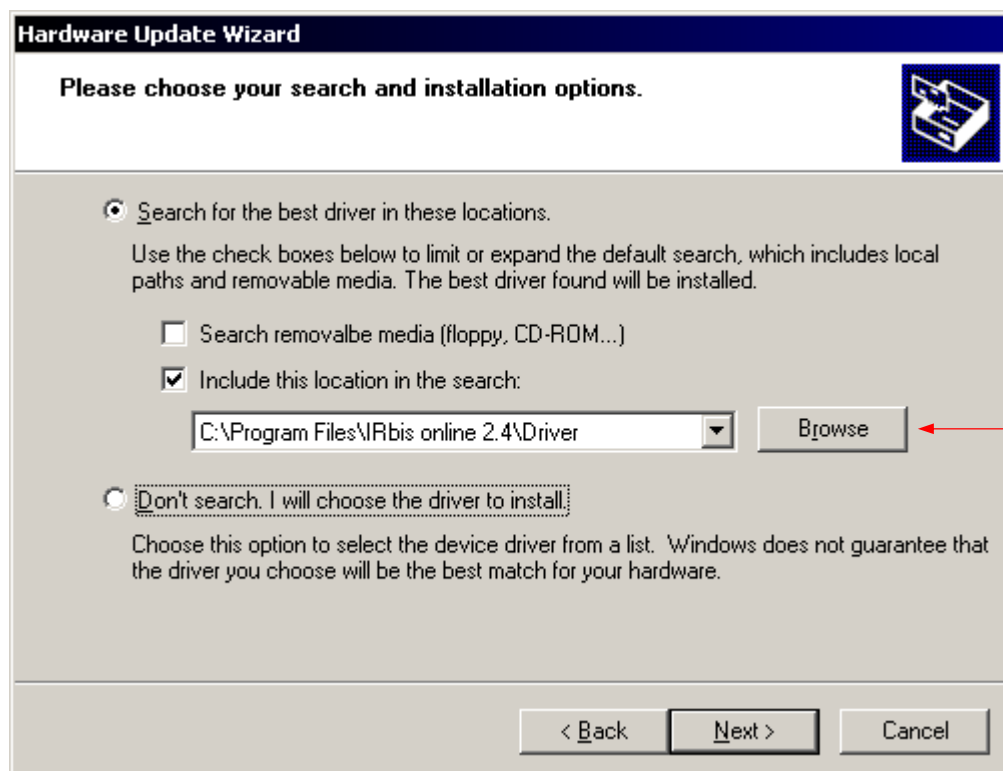 Hardware Update Wizard
Please choose your search and installation options.
Search for the best driver in these locations.
Use the check boxes below to limit or expand the default search, which includes local
paths and removable media. The best driver found will be installed.
Search removalbe media (floppy, CD-ROM...)
Include this location in the search:
C:\Program Files\IRbis online 2.4\Driver
Browse
Don't search. I will choose the driver to install.
Choose this option to select the device driver from a list.  Windows does not guarantee that
the driver you choose will be the best match for your hardware.
< Back
Next >
Cancel